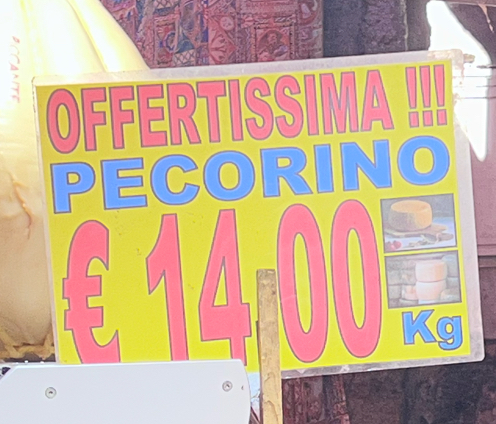 OFFERTISSIMA !!!
PECORINO
€ 14 00
Kg